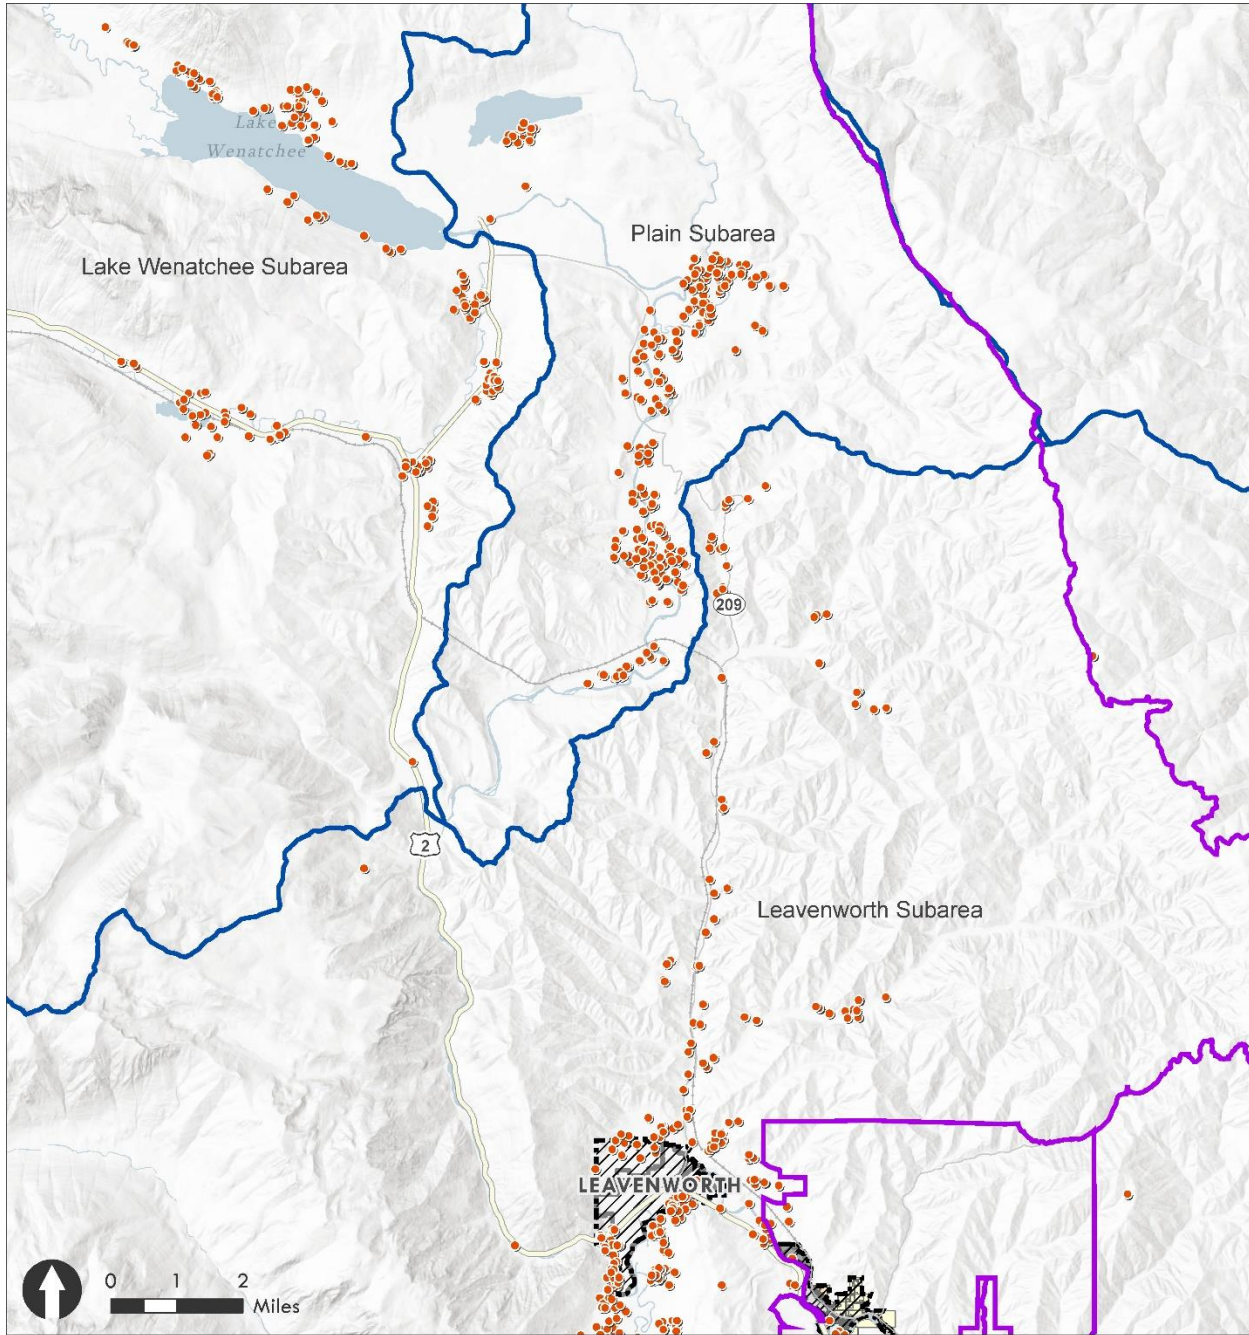 Lake
Wenatchee
Plain Subarea
Lake Wenatchee Subarea
209
2
Leavenworth Subarea
LEAVENWORTH
0 1 2
Miles